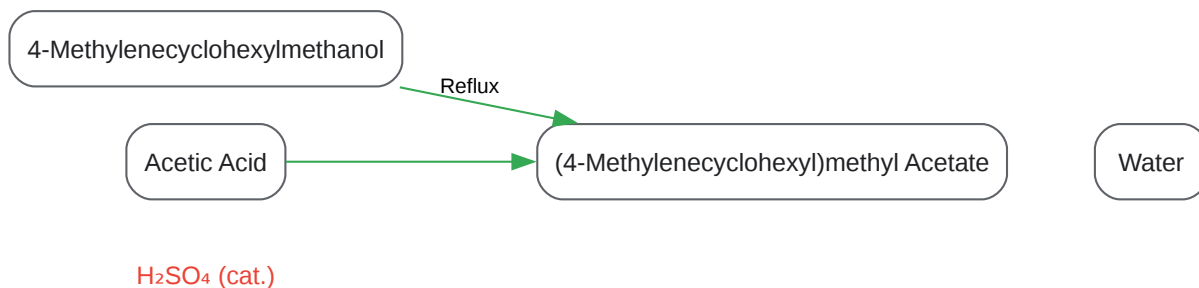 4-Methylenecyclohexylmethanol
Reflux
Acetic Acid
(4-Methylenecyclohexyl)methyl Acetate
Water
H₂SO₄ (cat.)